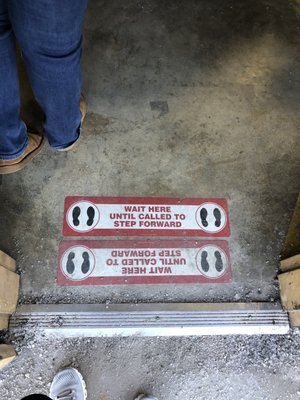 WAIT HERE
UNTIL CALLED TO
STEP FORWARD
WAIT HERE
UNTIL CALLED TO
STEP FORWARD